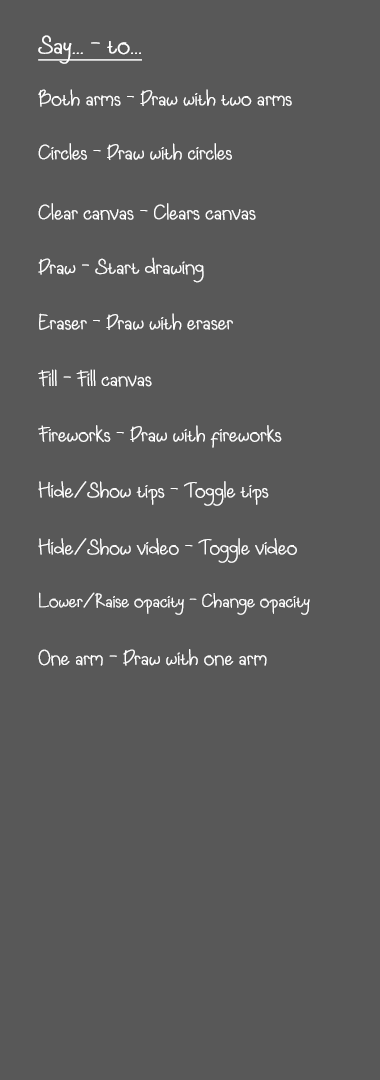 Say... - to...
Both arms - Draw with two arms
Circles - Draw with circles
Clear canvas - Clears canvas
Draw - Start drawing
Eraser - Draw with eraser
Fill - Fill canvas
Fireworks - Draw with fireworks
Hide/Show tips - Toggle tips
Hide/Show video - Toggle video
Lower/Raise opacity - Change opacity
One arm - Draw with one arm